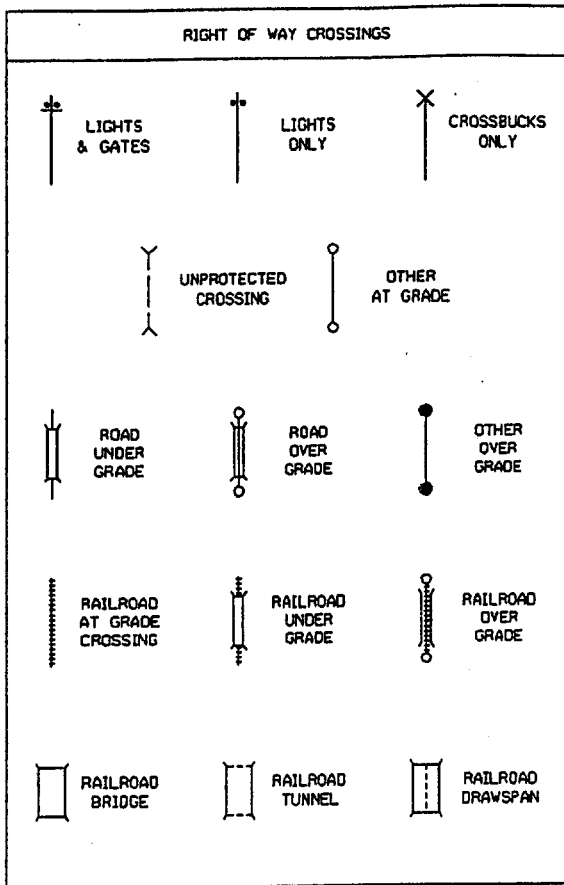 RIGHT OF WAY CROSSINGS
LIGHTS
& GATES
LIGHTS
ONLY
CROSSBUCKS
ONLY
UNPROTECTED
CROSSING
OTHER
AT GRADE
ROAD
UNDER
GRADE
ROAD
OVER
GRADE
OTHER
OVER
GRADE
RAILROAD
AT GRADE
CROSSING
RAILROAD
UNDER
GRADE
RAILROAD
OVER
GRADE
RAILROAD
BRIDGE
RAILROAD
TUNNEL
RAILROAD
DRAWSPAN